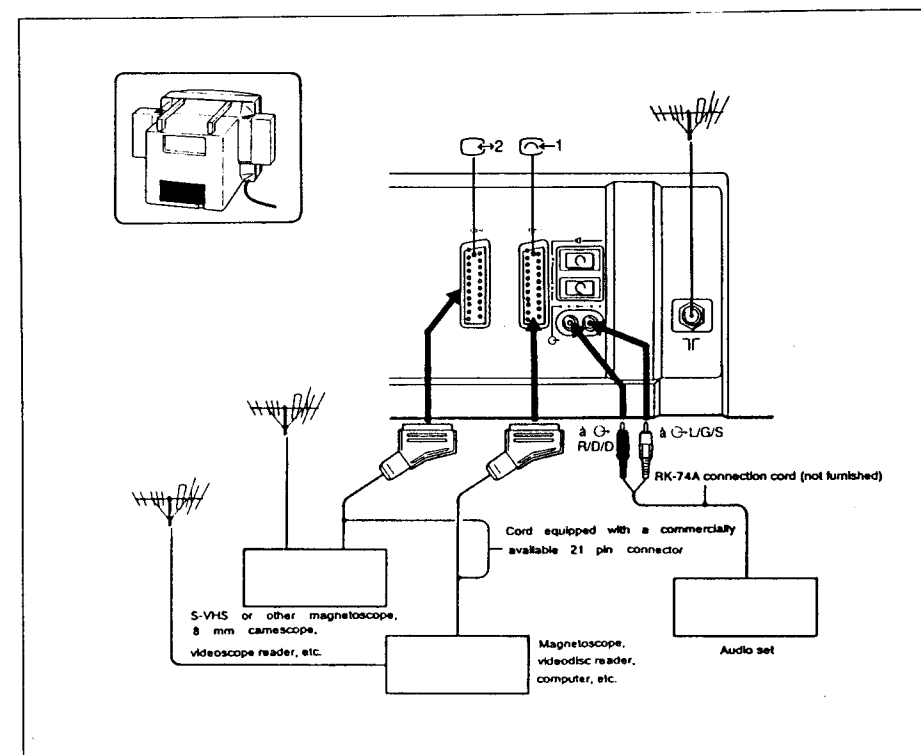 2
1
à R/D/D
à L/G/S
RK-74A connection cord (not furnished)
Cord equipped with a commercially
available 21 pin connector
S-VHS or other magnetoscope,
8 mm camescope,
videoscope reader, etc.
Magnetoscope,
videodisc reader,
computer, etc.
Audio set